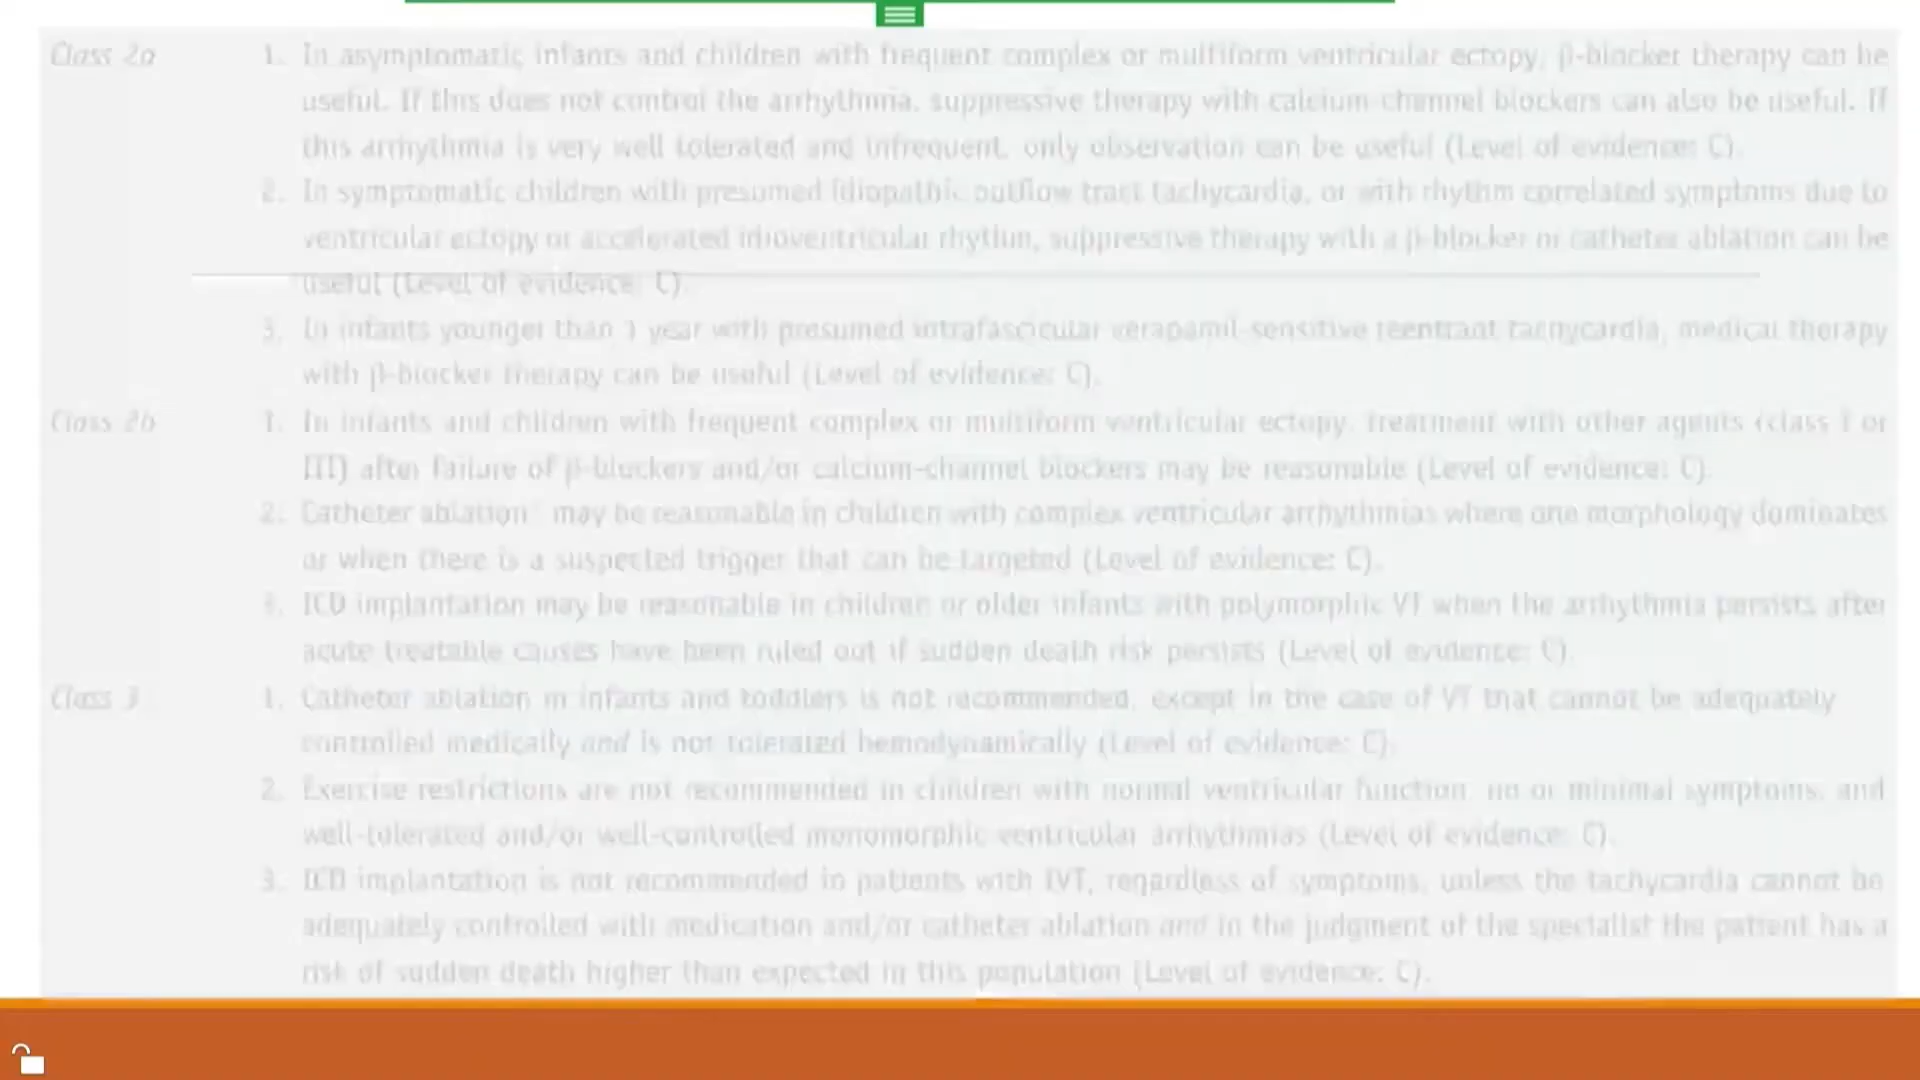 Class 2a 1. In asymptomatic infants and children with frequent complex or multiform ventricular ectopy, β-blocker therapy can be
useful. If this does not control the arrhythmia, suppressive therapy with calcium-channel blockers can also be useful. If
this arrhythmia is very well tolerated and infrequent, only observation can be useful (Level of evidence: C).
2. In symptomatic children with presumed idiopathic outflow tract tachycardia, or with rhythm correlated symptoms due to
ventricular ectopy or accelerated idioventricular rhythm, suppressive therapy with a β-blocker or catheter ablation can be
useful (Level of evidence: C).
3. In infants younger than 1 year with presumed intrafascicular verapamil-sensitive reentrant tachycardia, medical therapy
with β-blocker therapy can be useful (Level of evidence: C).
Class 2b 1. In infants and children with frequent complex or multiform ventricular ectopy, treatment with other agents (class I or
III) after failure of β-blockers and/or calcium-channel blockers may be reasonable (Level of evidence: C).
2. Catheter ablation may be reasonable in children with complex ventricular arrhythmias where one morphology dominates
or when there is a suspected trigger that can be targeted (Level of evidence: C).
3. ICD implantation may be reasonable in children or older infants with polymorphic VT when the arrhythmia persists after
acute treatable causes have been ruled out if sudden death risk persists (Level of evidence: C).
Class 3 1. Catheter ablation in infants and toddlers is not recommended, except in the case of VT that cannot be adequately
controlled medically and is not tolerated hemodynamically (Level of evidence: C).
2. Exercise restrictions are not recommended in children with normal ventricular function, no or minimal symptoms, and
well-tolerated and/or well-controlled monomorphic ventricular arrhythmias (Level of evidence: C).
3. ICD implantation is not recommended in patients with IVT, regardless of symptoms, unless the tachycardia cannot be
adequately controlled with medication and/or catheter ablation and in the judgment of the specialist the patient has a
risk of sudden death higher than expected in this population (Level of evidence: C).